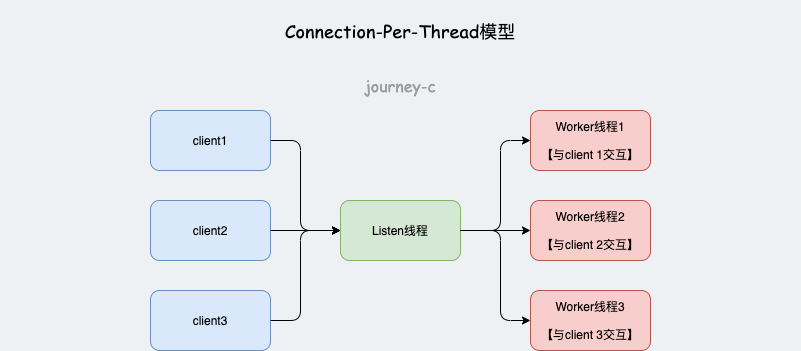 Connection-Per-Thread模型
journey-c
client1
Worker线程1
【与client 1交互】
client2
Listen线程
Worker线程2
【与client 2交互】
client3
Worker线程3
【与client 3交互】